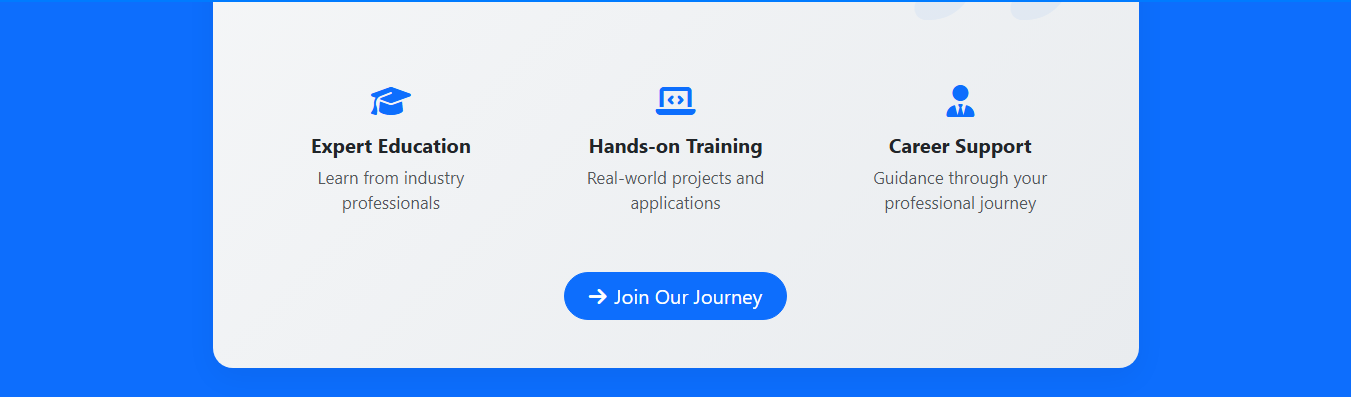 Expert Education
Learn from industry
professionals
Hands-on Training
Real-world projects and
applications
Career Support
Guidance through your
professional journey
Join Our Journey